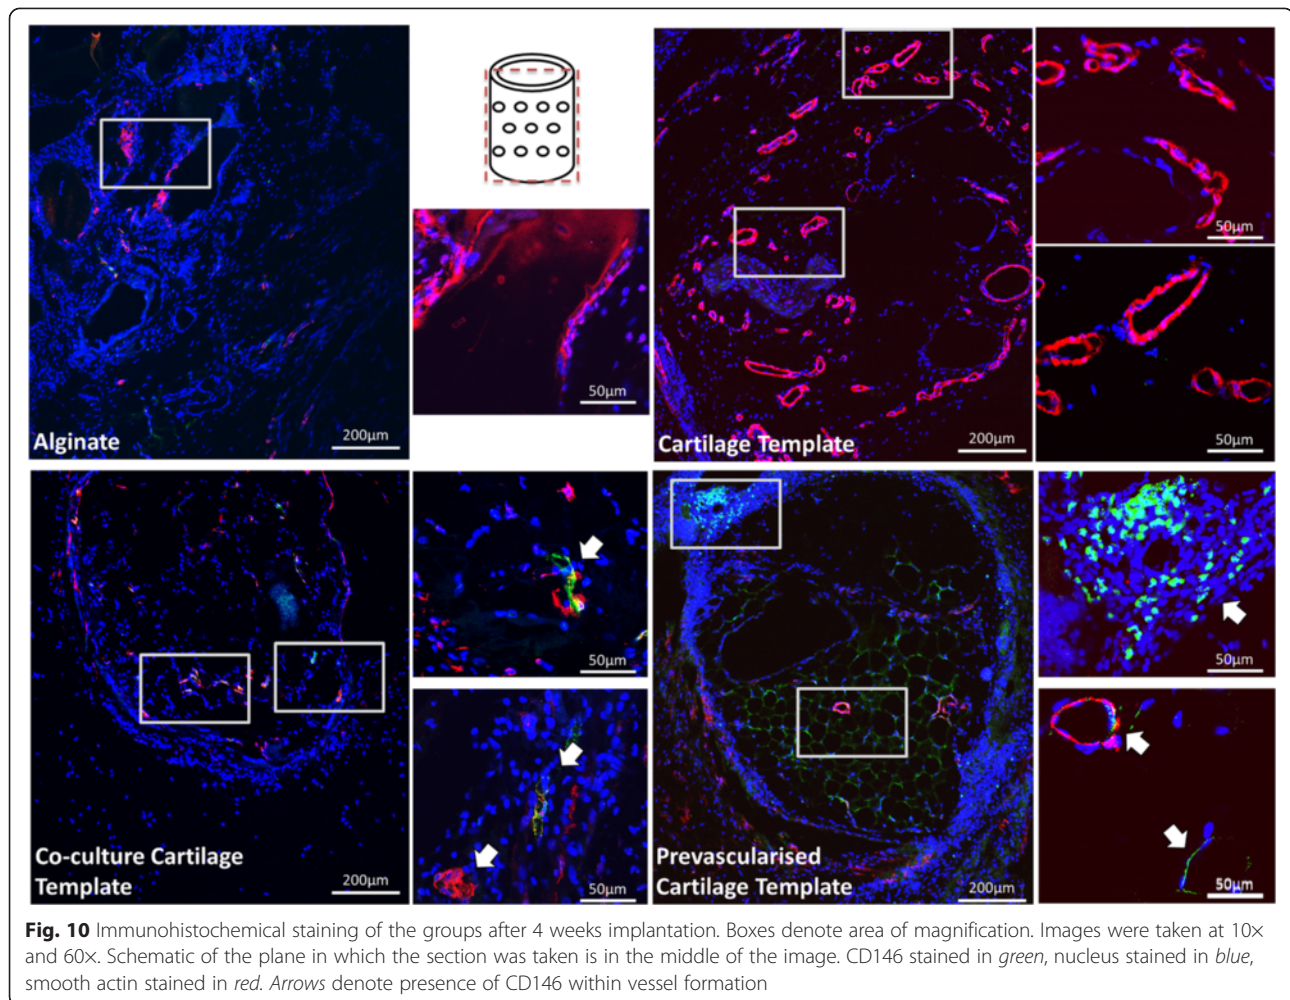 Alginate
200µm
50µm
Cartilage Template
200µm
50µm
50µm
Co-culture Cartilage
Template
200µm
50µm
50µm
Prevascularised
Cartilage Template
200µm
50µm
50µm
Fig. 10 Immunohistochemical staining of the groups after 4 weeks implantation. Boxes denote area of magnification. Images were taken at 10×
and 60×. Schematic of the plane in which the section was taken is in the middle of the image. CD146 stained in green, nucleus stained in blue,
smooth actin stained in red. Arrows denote presence of CD146 within vessel formation